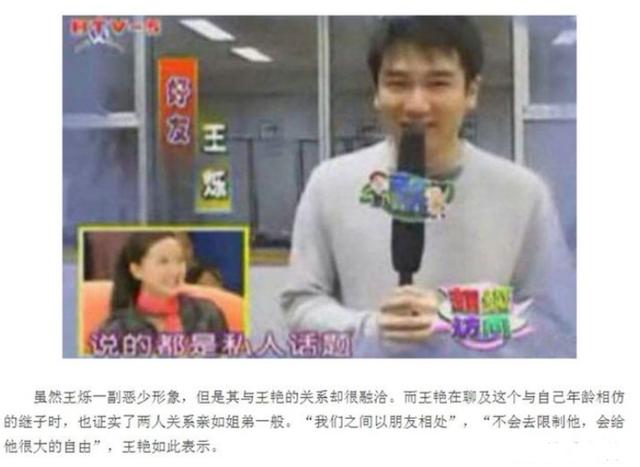 好友
王烁
超级访问
说的都是私人话题
虽然王烁一副恶少形象，但是其与王艳的关系却很融洽。而王艳在聊及这个与自己年龄相仿
的继子时，也证实了两人关系亲如姐弟一般。“我们之间以朋友相处”，“不会去限制他，会给
他很大的自由”，王艳如此表示。